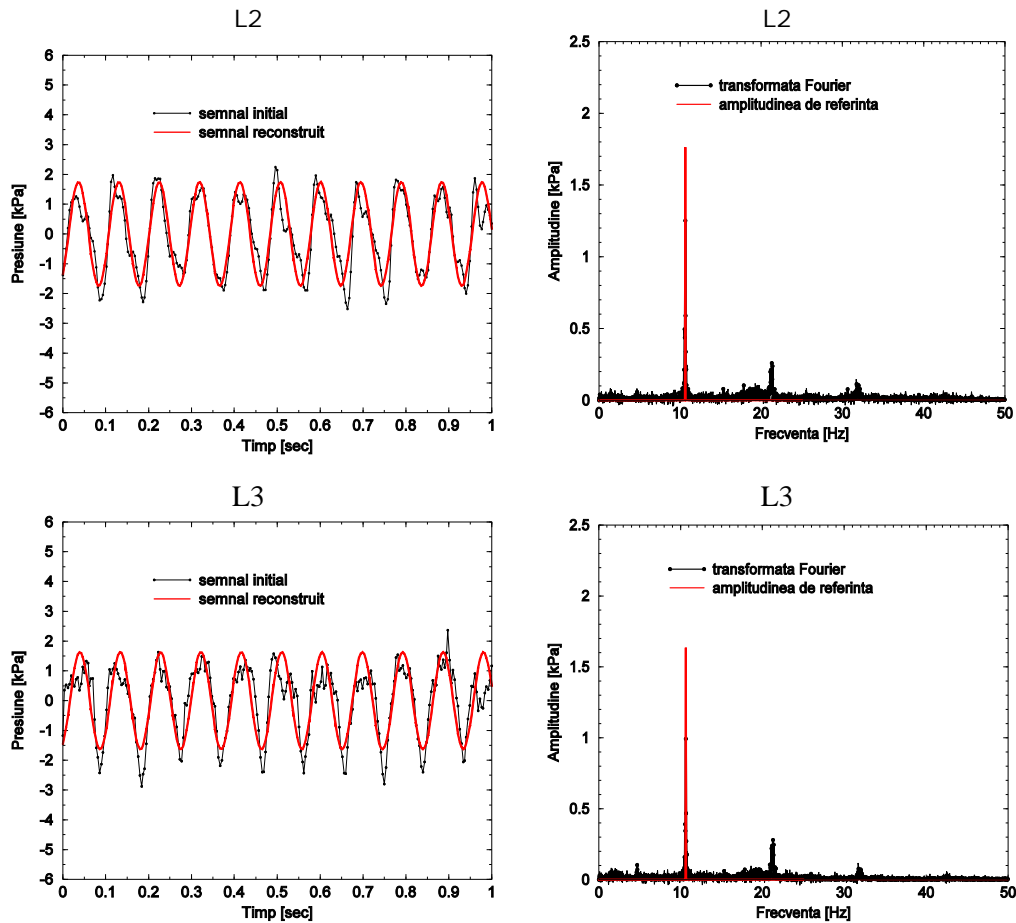 L2
6
5
4
3
2
1
0
-1
-2
-3
-4
-5
-6
Presiune [kPa]
semnal initial
semnal reconstruit
0 0.1 0.2 0.3 0.4 0.5 0.6 0.7 0.8 0.9 1
Timp [sec]
L2
2.5
2
1.5
1
0.5
0
Amplitudine [kPa]
transformata Fourier
amplitudinea de referinta
0 10 20 30 40 50
Frecventa [Hz]
L3
6
5
4
3
2
1
0
-1
-2
-3
-4
-5
-6
Presiune [kPa]
semnal initial
semnal reconstruit
0 0.1 0.2 0.3 0.4 0.5 0.6 0.7 0.8 0.9 1
Timp [sec]
L3
2.5
2
1.5
1
0.5
0
Amplitudine [kPa]
transformata Fourier
amplitudinea de referinta
0 10 20 30 40 50
Frecventa [Hz]